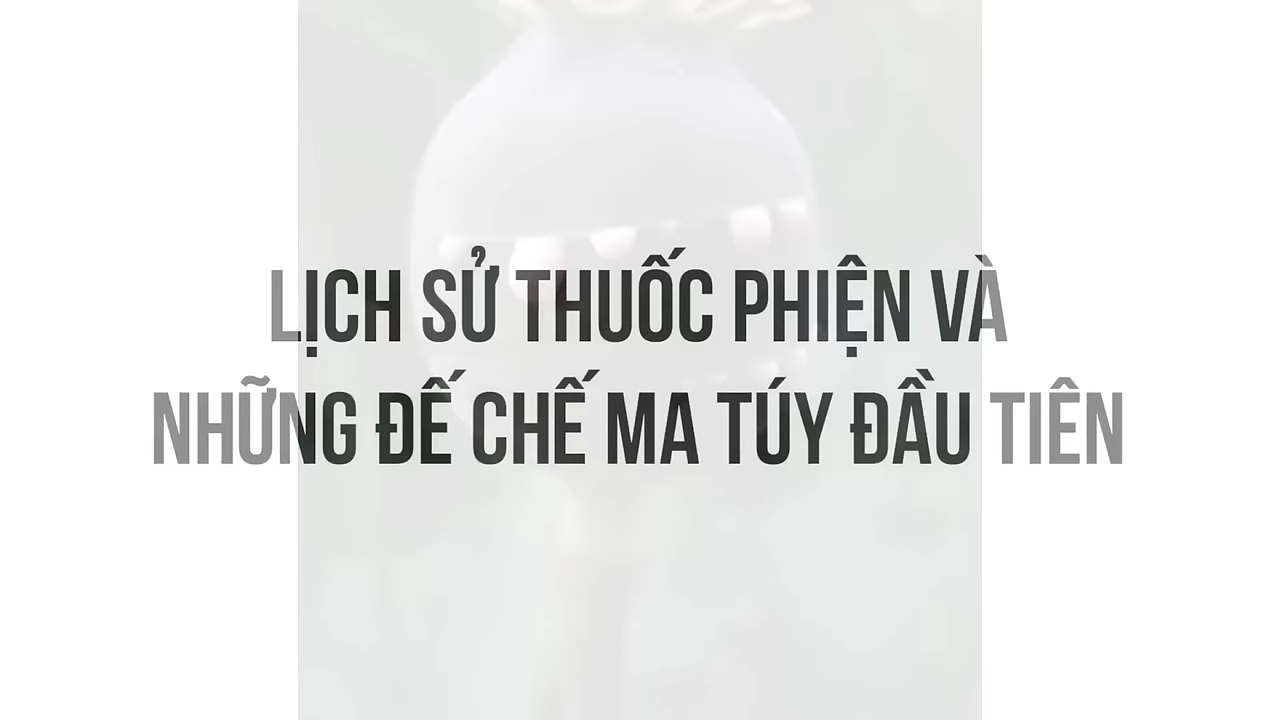 LỊCH SỬ THUỐC PHIỆN VÀ
NHỮNG ĐẾ CHẾ MA TÚY ĐẦU TIÊN